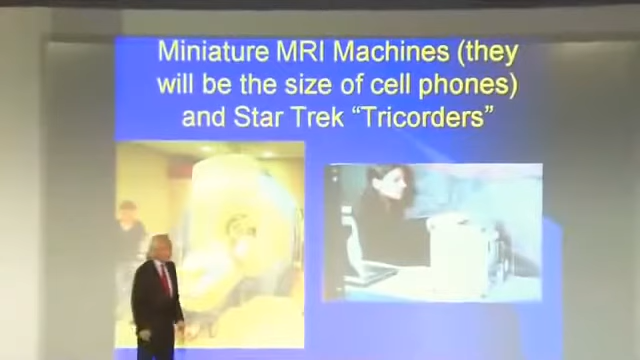 Miniature MRI Machines (they
will be the size of cell phones)
and Star Trek “Tricorders”